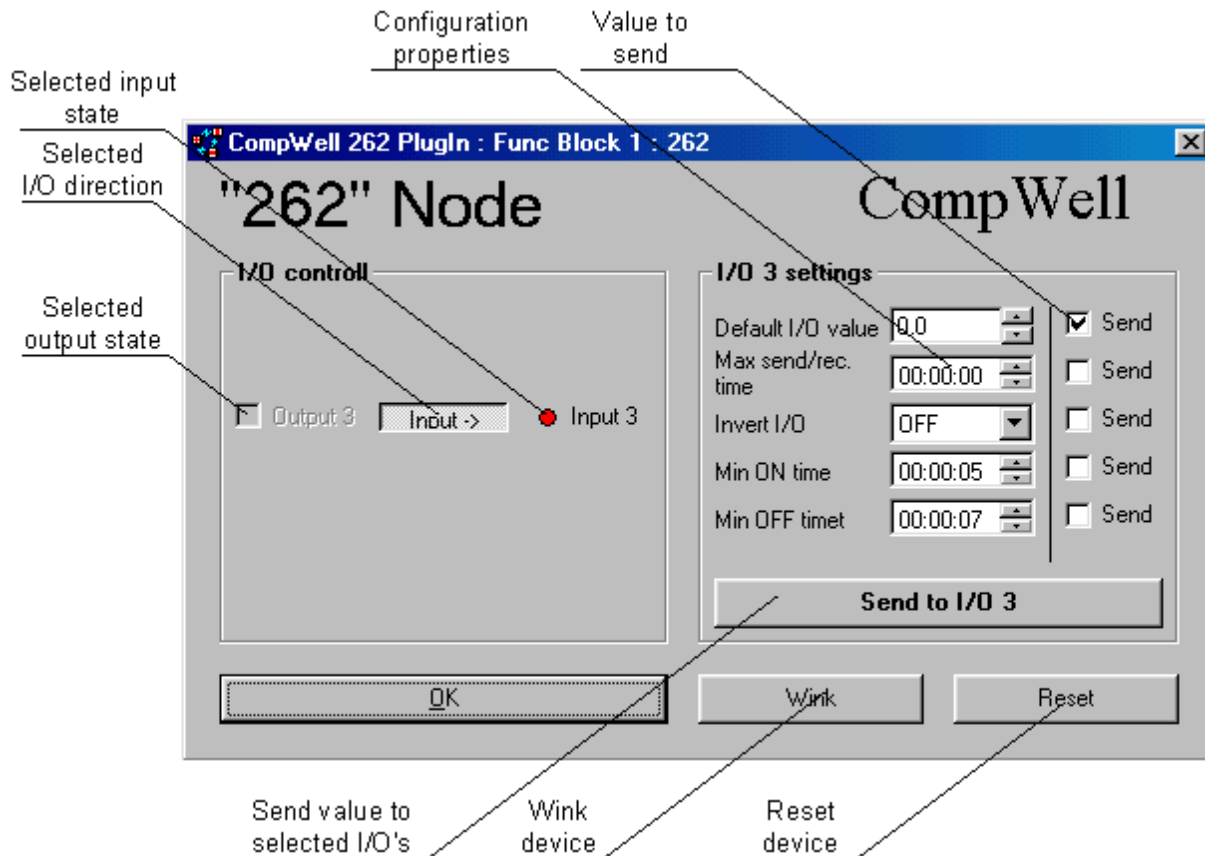 Configuration
properties
Value to
send
Selected input
state
Selected
I/O direction
Selected
output state
CompWell 262 PlugIn : Func Block 1 : 262
"262" Node
CompWell
I/O controll
Output 3
Input ->
Input 3
I/O 3 settings
Default I/O value
0,0
Send
Max send/rec.
time
00:00:00
Send
Invert I/O
OFF
Send
Min ON time
00:00:05
Send
Min OFF timet
00:00:07
Send
Send to I/O 3
OK
Wink
Reset
Send value to
selected I/O's
Wink
device
Reset
device